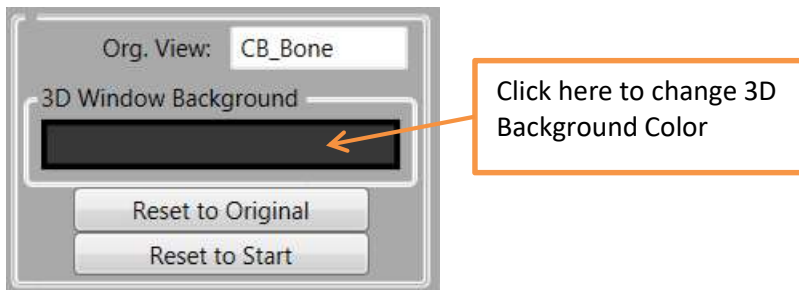 Org. View: CB_Bone
3D Window Background
Click here to change 3D
Background Color
Reset to Original
Reset to Start